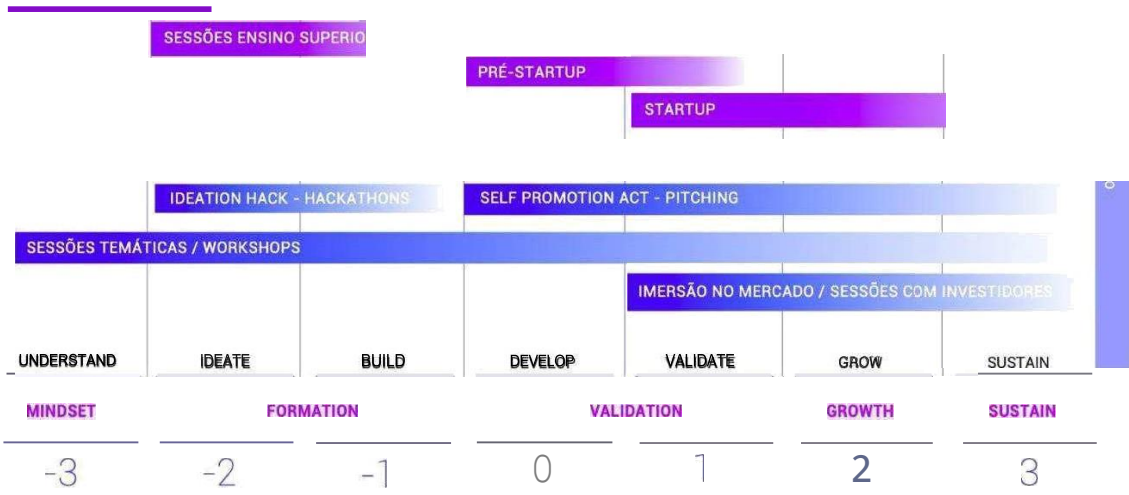 SESSÕES ENSINO SUPERIO
PRÉ-STARTUP
STARTUP
IDEATION HACK - HACKATHONS
SELF PROMOTION ACT - PITCHING
SESSÕES TEMÁTICAS / WORKSHOPS
IMERSÃO NO MERCADO / SESSÕES COM INVESTIDORES
UNDERSTAND IDEATE BUILD DEVELOP VALIDATE GROW SUSTAIN
MINDSET FORMATION VALIDATION GROWTH SUSTAIN
-3 -2 -1 0 1 2 3